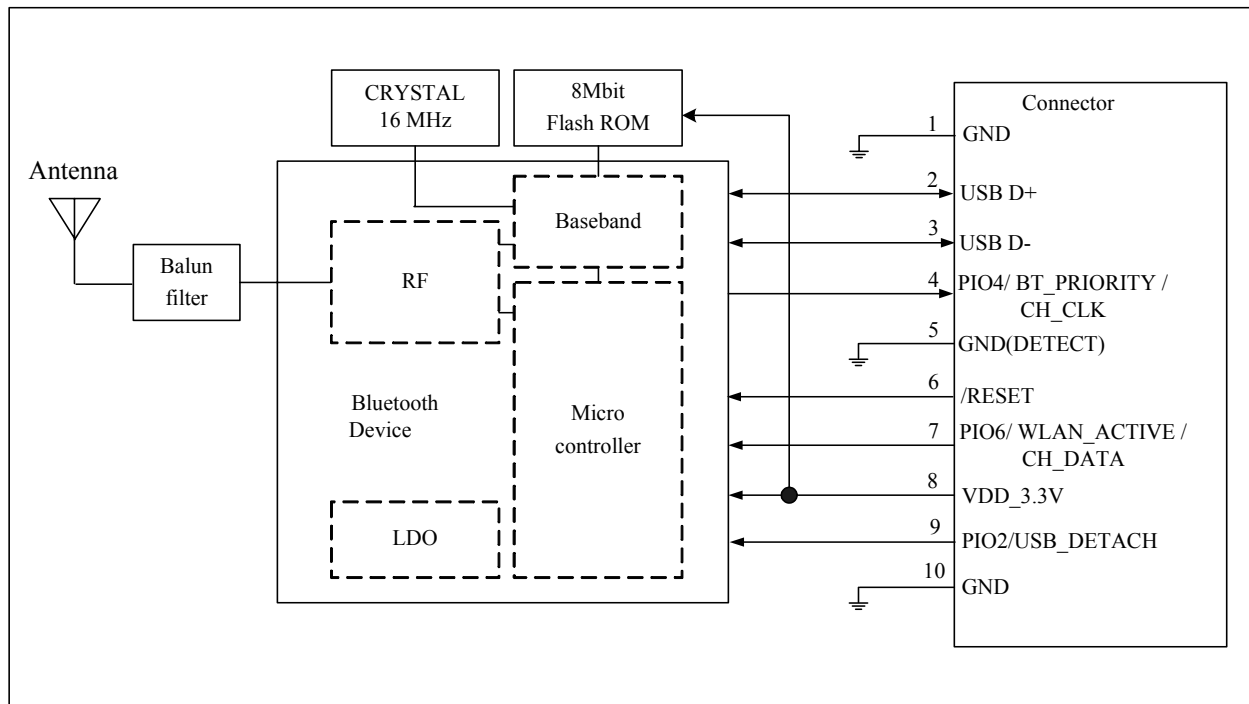 CRYSTAL
16 MHz
8Mbit
Flash ROM
Antenna
Balun
filter
RF
Baseband
Bluetooth
Device
Micro
controller
LDO
Connector
1 GND
2 USB D+
3 USB D-
4 PIO4/ BT_PRIORITY /
CH_CLK
5 GND(DETECT)
6 /RESET
7 PIO6/ WLAN_ACTIVE /
CH_DATA
8 VDD_3.3V
9 PIO2/USB_DETACH
10 GND